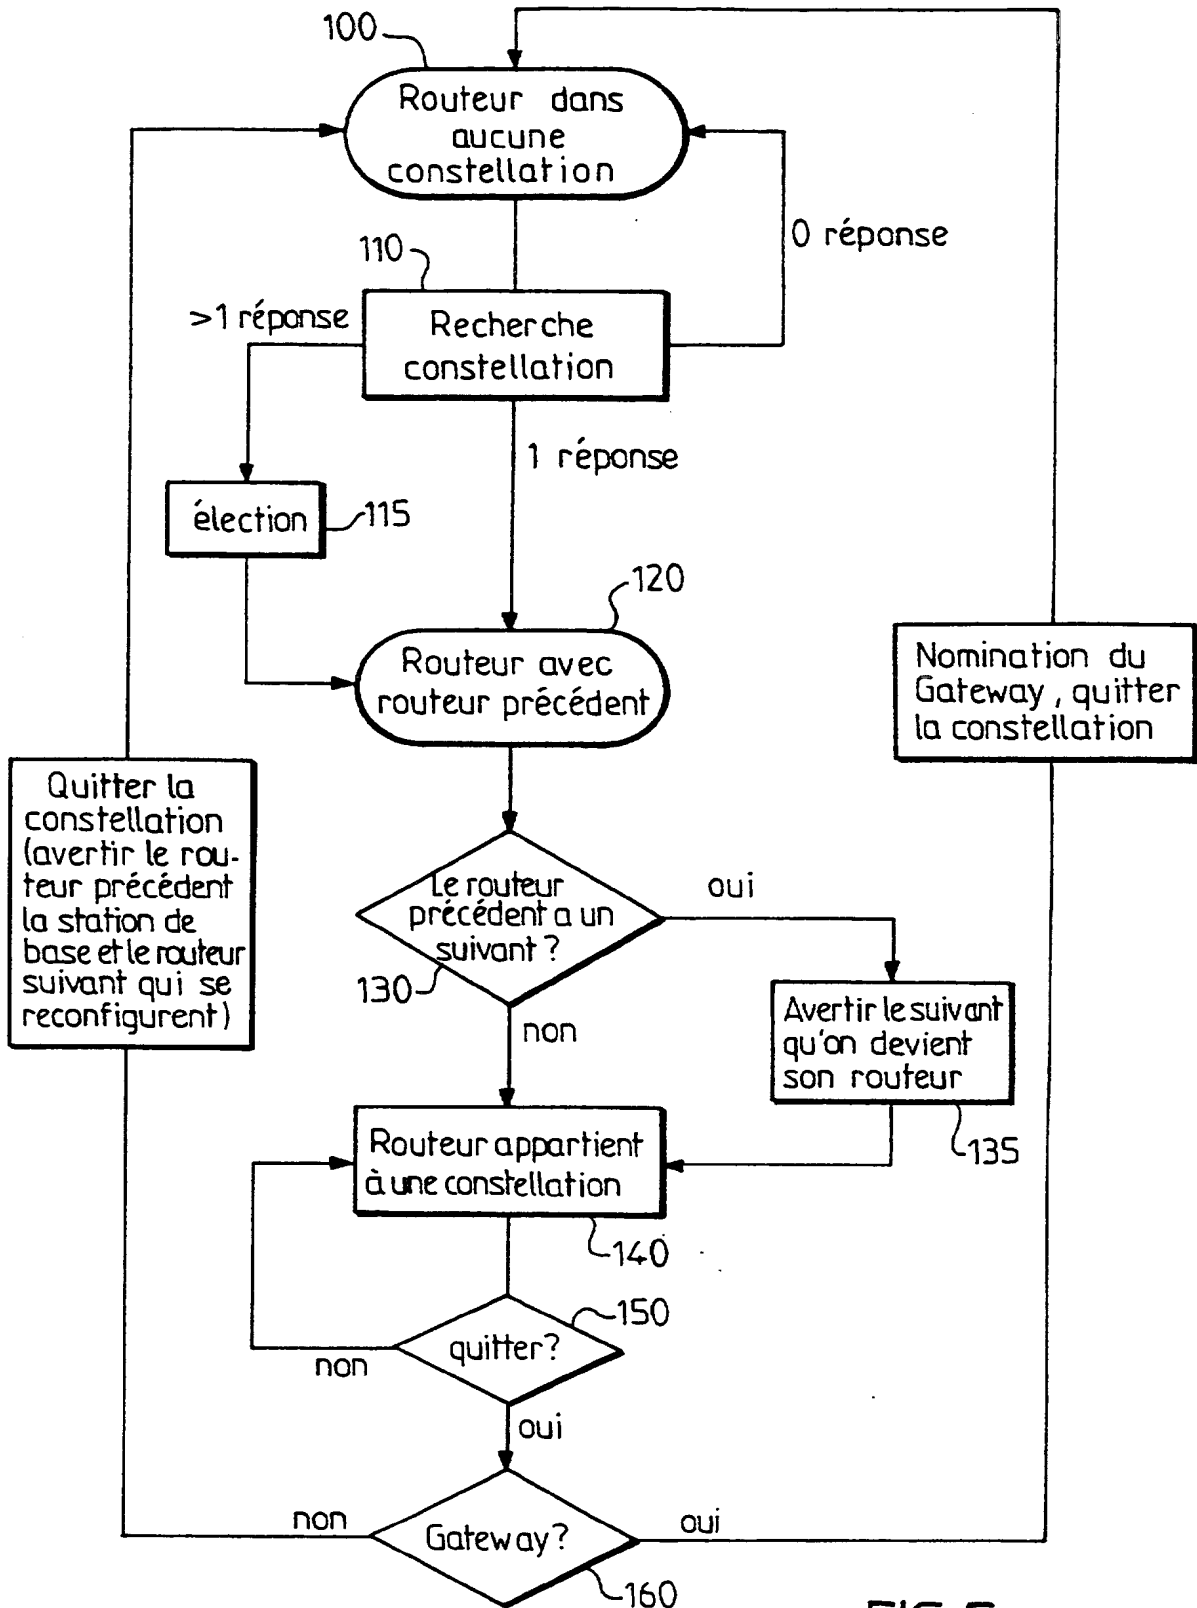 100
Routeur dans
aucune
constellation
0 réponse
110
>1 réponse
Recherche
constellation
1 réponse
élection
115
120
Routeur avec
routeur précédent
Nomination du
Gateway, quitter
la constellation
Quitter la
constellation
(avertir le rou-
teur précédent
la station de
base et le routeur
suivant qui se
reconfigurent)
Le routeur
précédent a un
suivant ?
oui
130
non
Avertir le suivant
qu'on devient
son routeur
135
Routeur appartient
à une constellation
140
150
quitter?
non
oui
non
Gateway?
oui
160